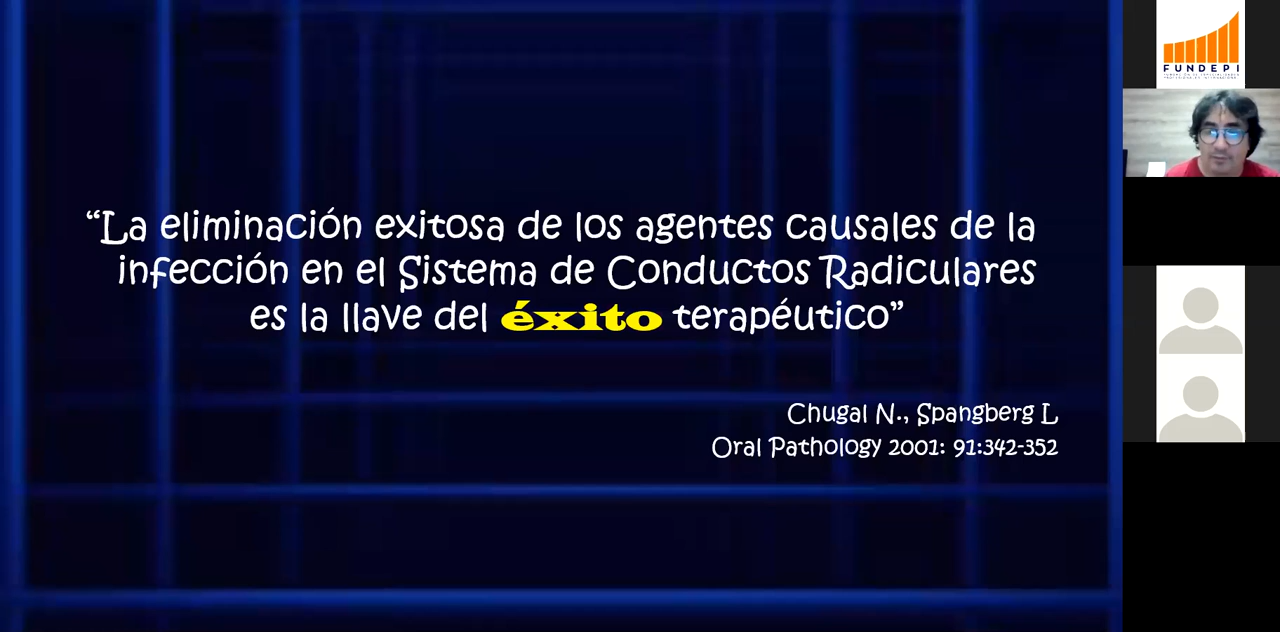 “La eliminación exitosa de los agentes causales de la
infección en el Sistema de Conductos Radiculares
es la llave del éxito terapéutico”
Chugal N., Spangberg L
Oral Pathology 2001: 91:342-352
FUNDEPI